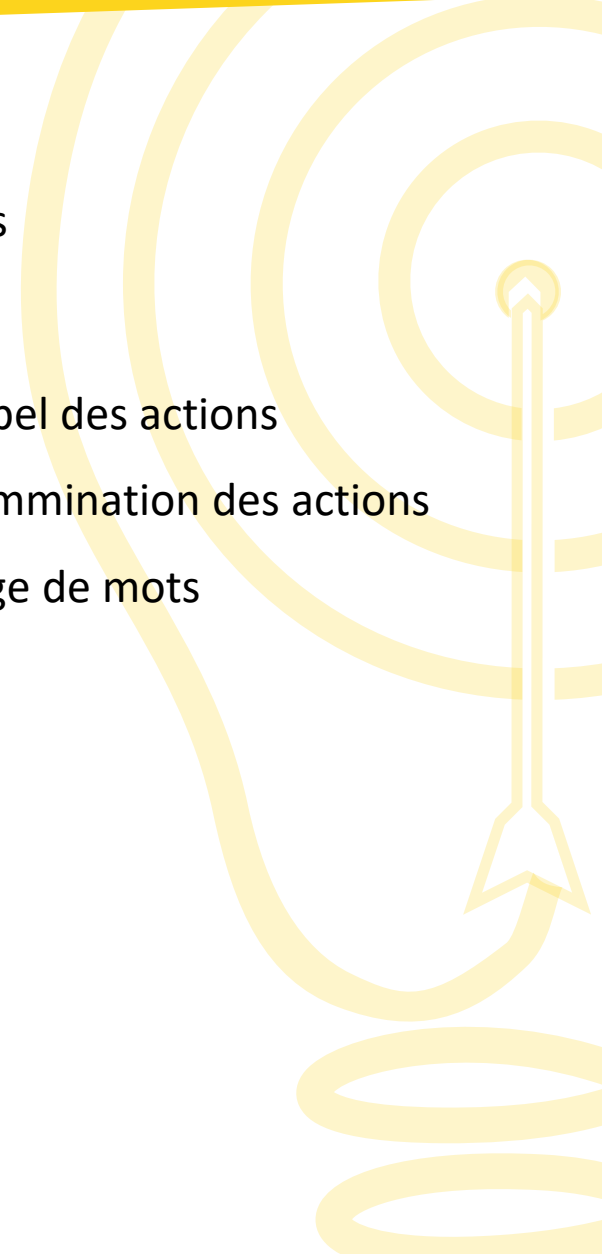 s
pel des actions
mmination des actions
ge de mots